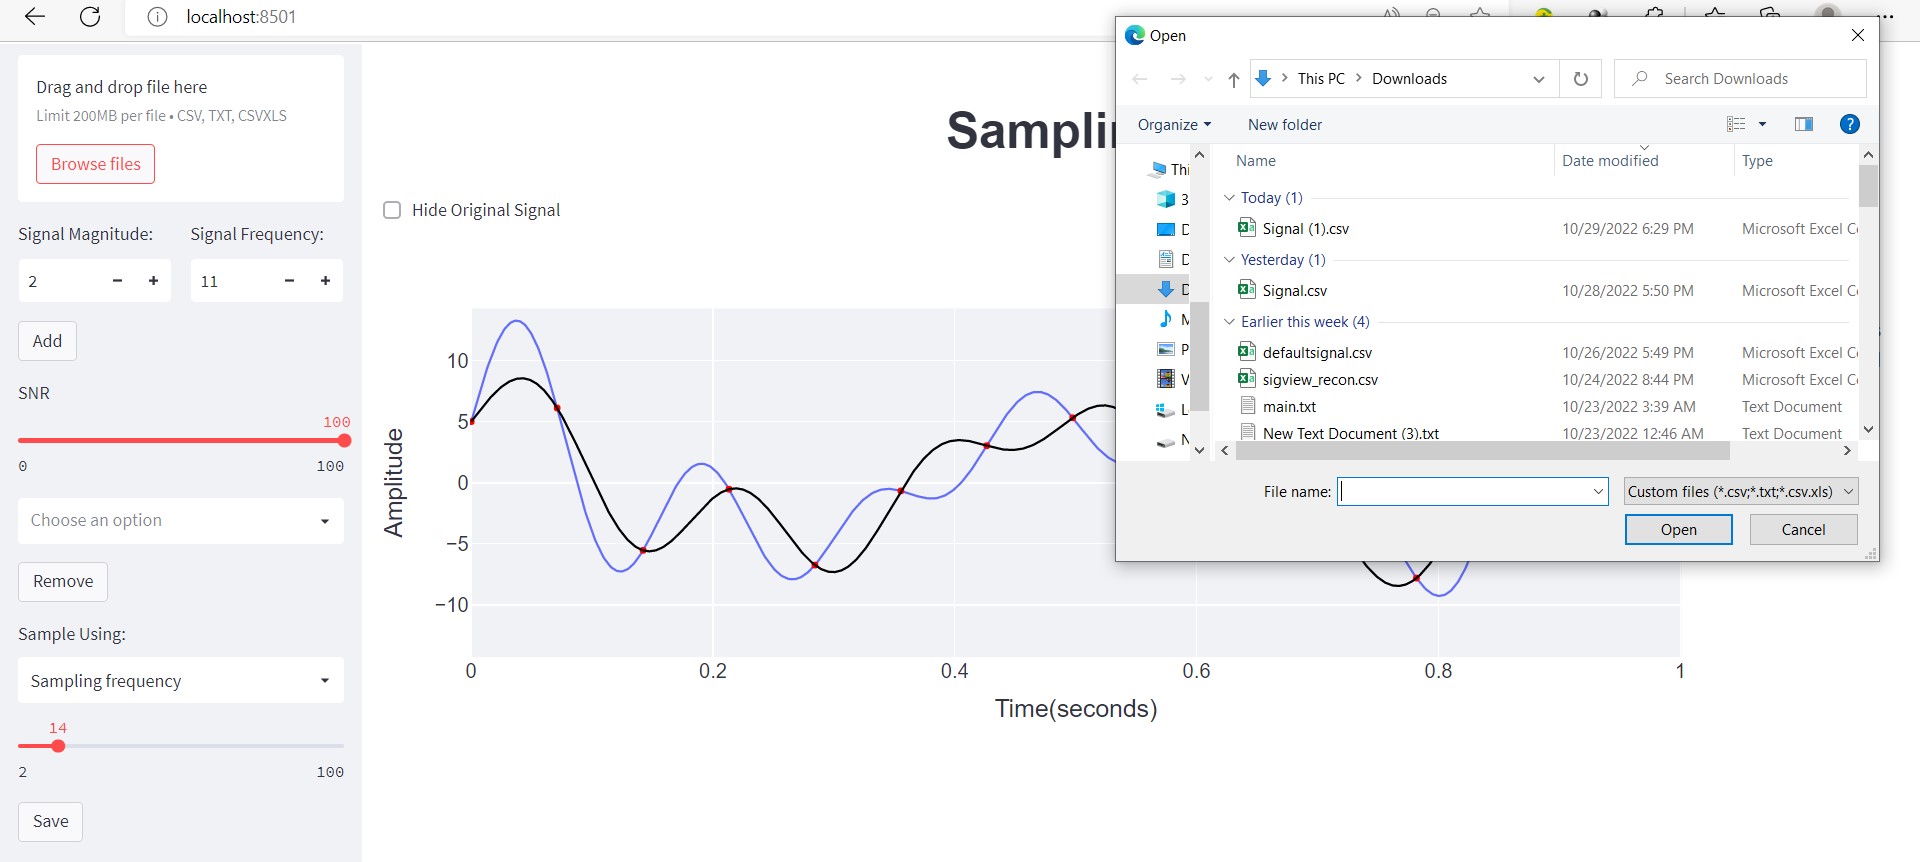 localhost:8501
Drag and drop file here
Limit 200MB per file • CSV, TXT, CSVXLS
Browse files
Signal Magnitude: Signal Frequency:
2 − + 11 − +
Add
SNR
100
0 100
Choose an option
Remove
Sample Using:
Sampling frequency
14
2 100
Save
Hide Original Signal
10
5
0
−5
−10
Amplitude
0 0.2 0.4 0.6 0.8 1
Time(seconds)
Open
This PC > Downloads
Search Downloads
Organize New folder
Name Date modified Type
Today (1)
Signal (1).csv 10/29/2022 6:29 PM Microsoft Excel
Yesterday (1)
Signal.csv 10/28/2022 5:50 PM Microsoft Excel
Earlier this week (4)
defaultsignal.csv 10/26/2022 5:49 PM Microsoft Excel
sigview_recon.csv 10/24/2022 8:44 PM Microsoft Excel
main.txt 10/23/2022 3:39 AM Text Document
New Text Document (3).txt 10/23/2022 12:46 AM Text Document
File name: Custom files (*.csv;*.txt;*.csv.xls)
Open Cancel